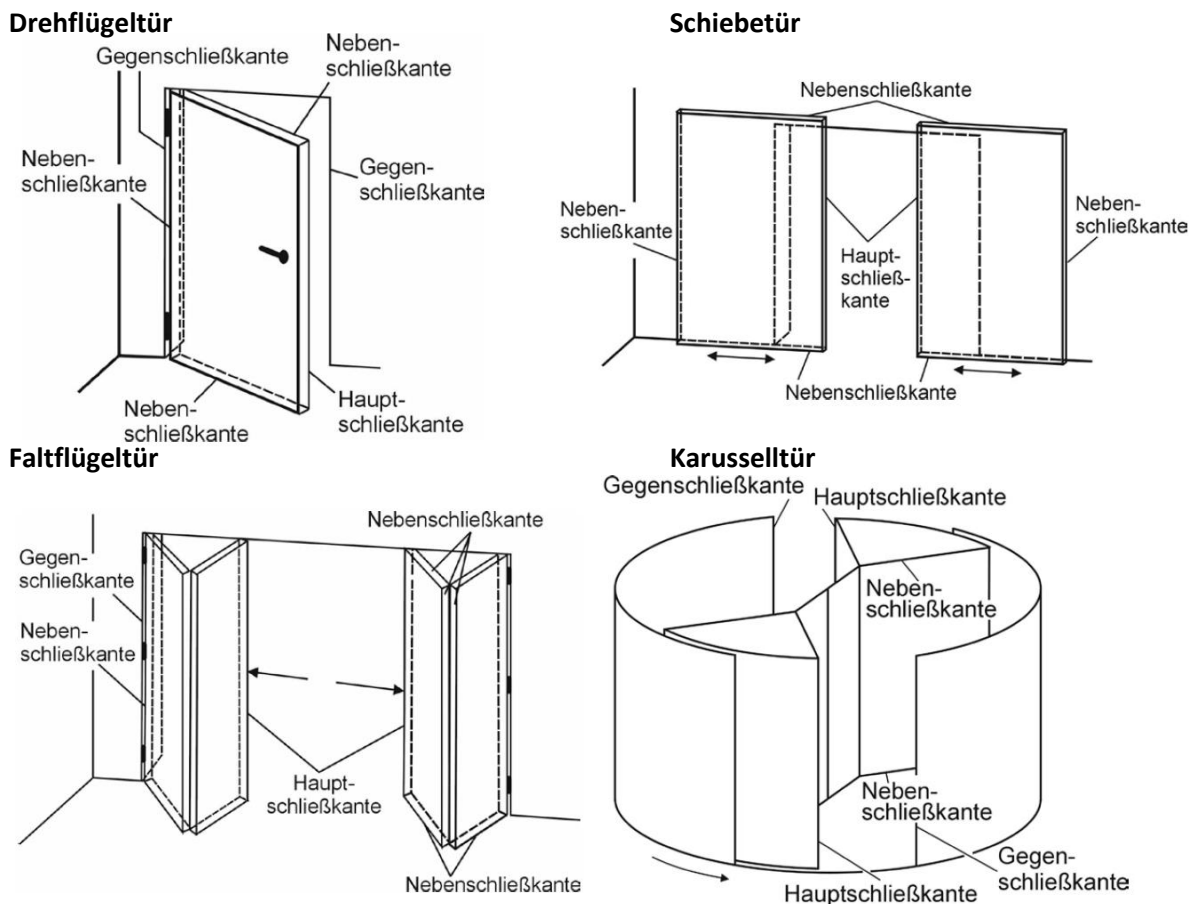 Drehflügeltür
Gegenschließkante
Neben-
schließkante
Neben-
schließkante
Gegen-
schließkante
Neben-
schließkante
Haupt-
schließkante
Schiebetür
Nebenschließkante
Neben-
schließkante
Neben-
schließkante
Haupt-
schließ-
kante
Nebenschließkante
Faltflügeltür
Nebenschließkante
Gegen-
schließkante
Neben-
schließkante
Haupt-
schließkante
Nebenschließkante
Karusselltür
Gegenschließkante
Hauptschließkante
Neben-
schließkante
Neben-
schließkante
Gegen-
schließkante
Hauptschließkante